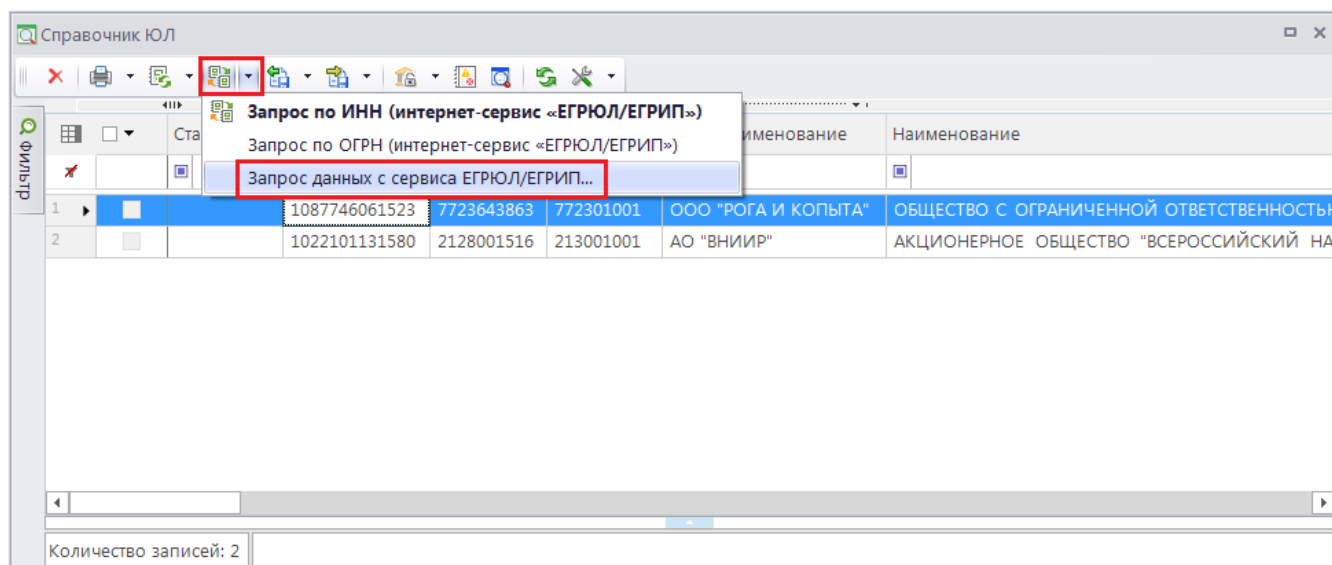 Справочник ЮЛ
Запрос по ИНН (интернет-сервис «ЕГРЮЛ/ЕГРИП»)
Запрос по ОГРН (интернет-сервис «ЕГРЮЛ/ЕГРИП»)
Запрос данных с сервиса ЕГРЮЛ/ЕГРИП...
Фильтр
Ста именование Наименование
1 1087746061523 7723643863 772301001 ООО "РОГА И КОПЫТА" ОБЩЕСТВО С ОГРАНИЧЕННОЙ ОТВЕТСТВЕННОСТЬ
2 1022101131580 2128001516 213001001 АО "ВНИИР" АКЦИОНЕРНОЕ ОБЩЕСТВО "ВСЕРОССИЙСКИЙ НА
Количество записей: 2